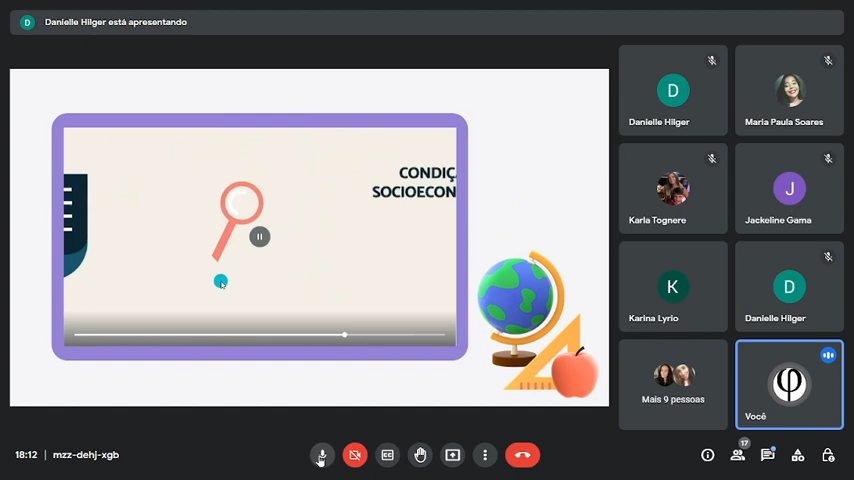 D Danielle Hilger está apresentando
CONDIÇ
SOCIOECON
D
Danielle Hilger
Maria Paula Soares
Karla Tognere
J
Jackeline Gama
K
Karina Lyrio
D
Danielle Hilger
Mais 9 pessoas
φ
Você
18:12 | mzz-dehj-xgb
CC
17